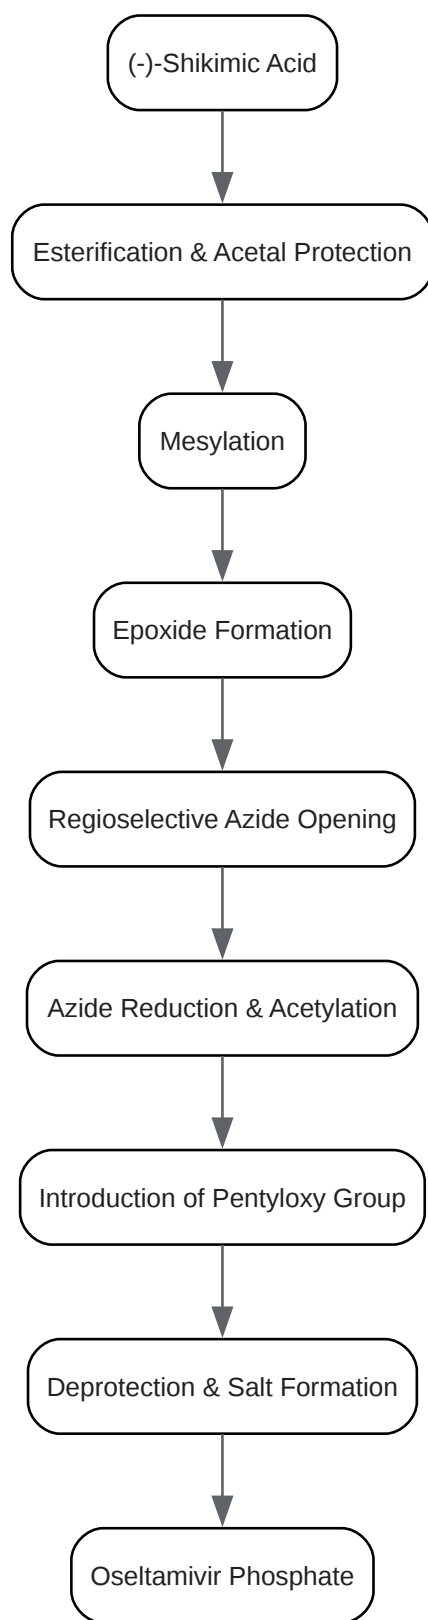 (-)-Shikimic Acid
Esterification & Acetal Protection
Mesylation
Epoxide Formation
Regioselective Azide Opening
Azide Reduction & Acetylation
Introduction of Pentyloxy Group
Deprotection & Salt Formation
Oseltamivir Phosphate